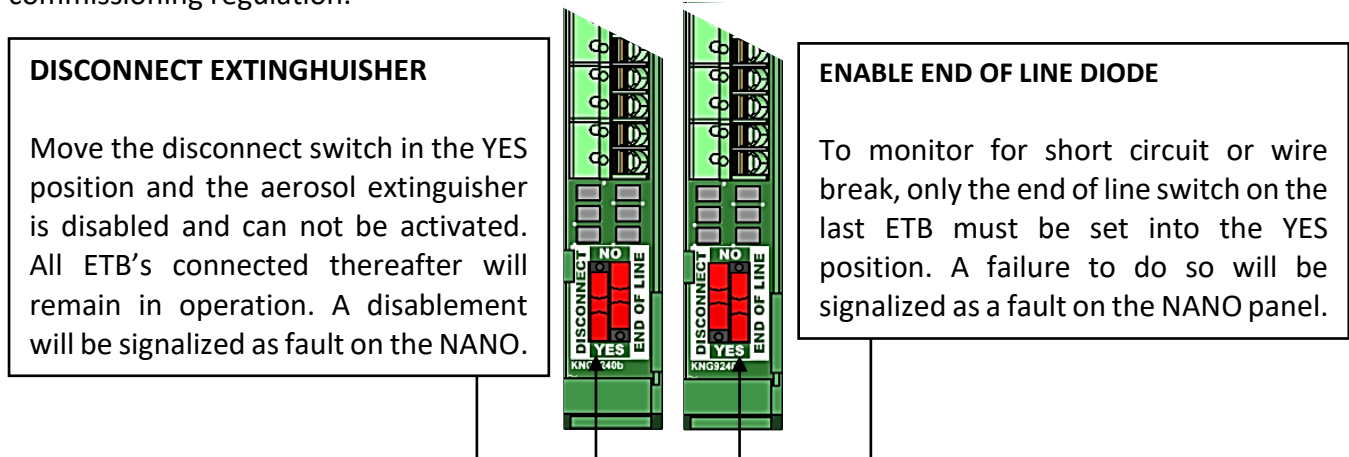 commissioning regulation.
DISCONNECT EXTINGHUISHER
Move the disconnect switch in the YES
position and the aerosol extinguisher
is disabled and can not be activated.
All ETB’s connected thereafter will
remain in operation. A disablement
will be signalized as fault on the NANO.
NO
DISCONNECT
END OF LINE
YES
NO
DISCONNECT
END OF LINE
YES
ENABLE END OF LINE DIODE
To monitor for short circuit or wire
break, only the end of line switch on the
last ETB must be set into the YES
position. A failure to do so will be
signalized as a fault on the NANO panel.